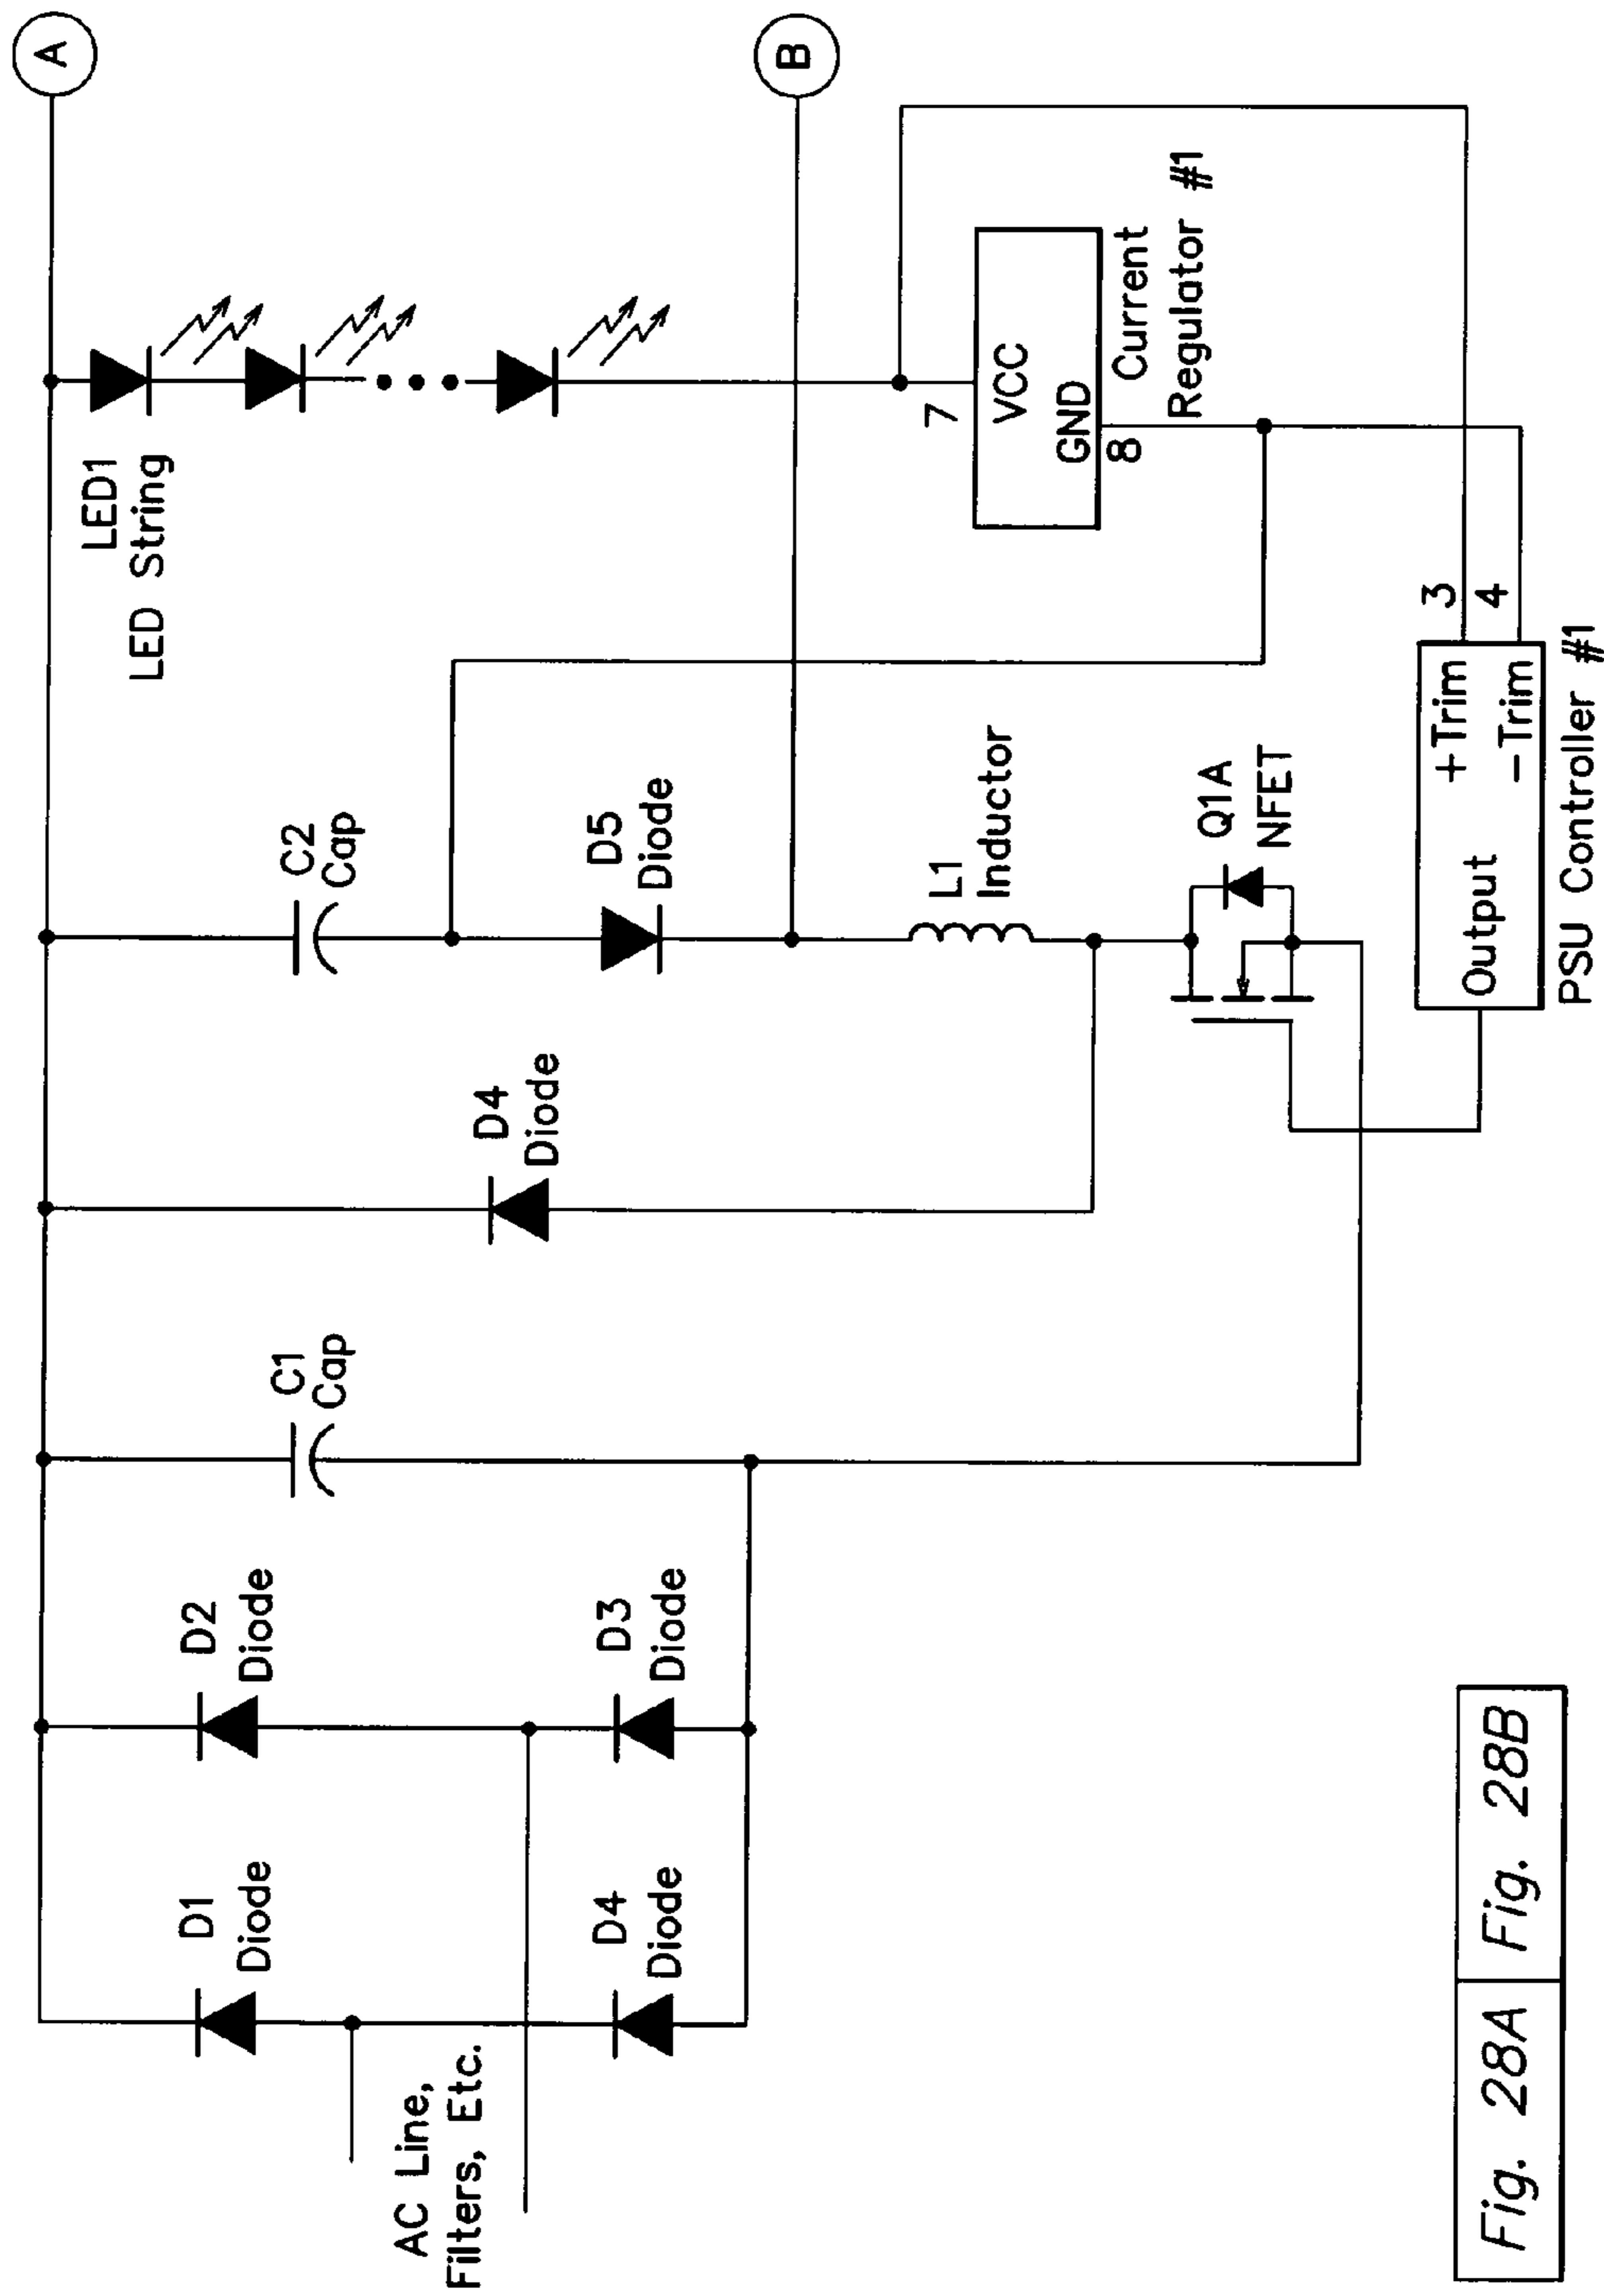 A
B
LED1
LED String
C2
Cap
D5
Diode
D4
Diode
C1
Cap
D2
Diode
D3
Diode
D1
Diode
D4
Diode
AC Line,
Filters, Etc.
L1
Inductor
Q1A
NFET
7
VCC
GND
8
Current
Regulator #1
3
4
+Trim
-Trim
Output
PSU Controller #1
Fig. 28A
Fig. 28B